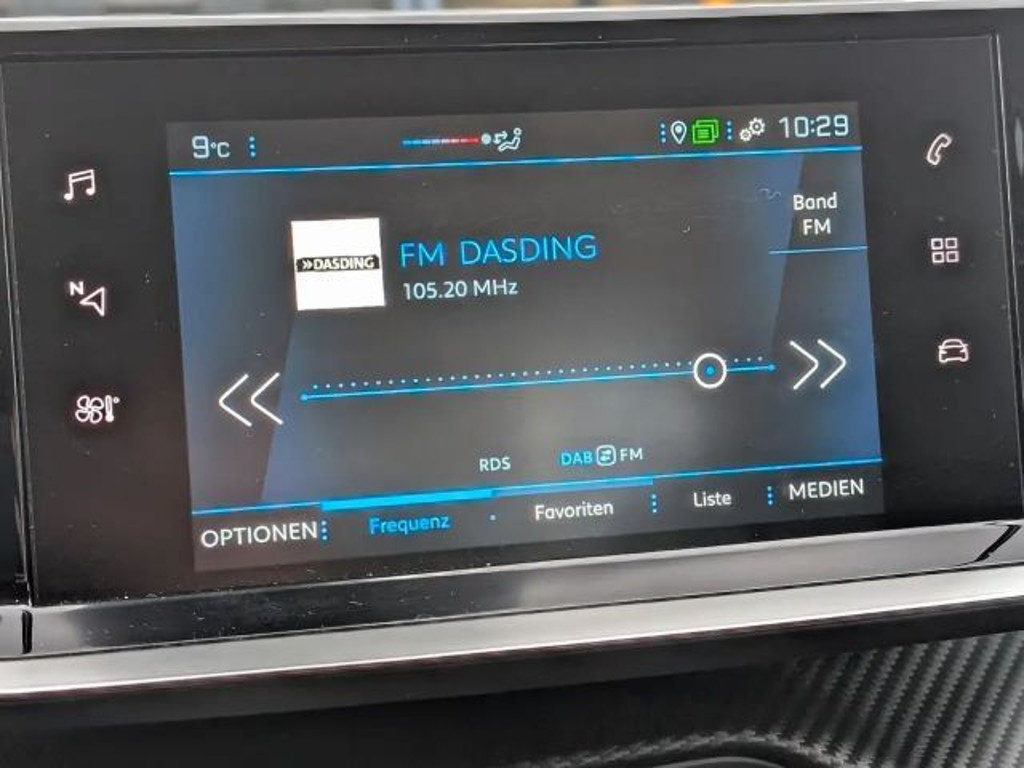 9°C
10:29
N
Band
FM
»DASDING
FM DASDING
105.20 MHz
RDS
DAB FM
OPTIONEN
Frequenz
Favoriten
Liste
MEDIEN